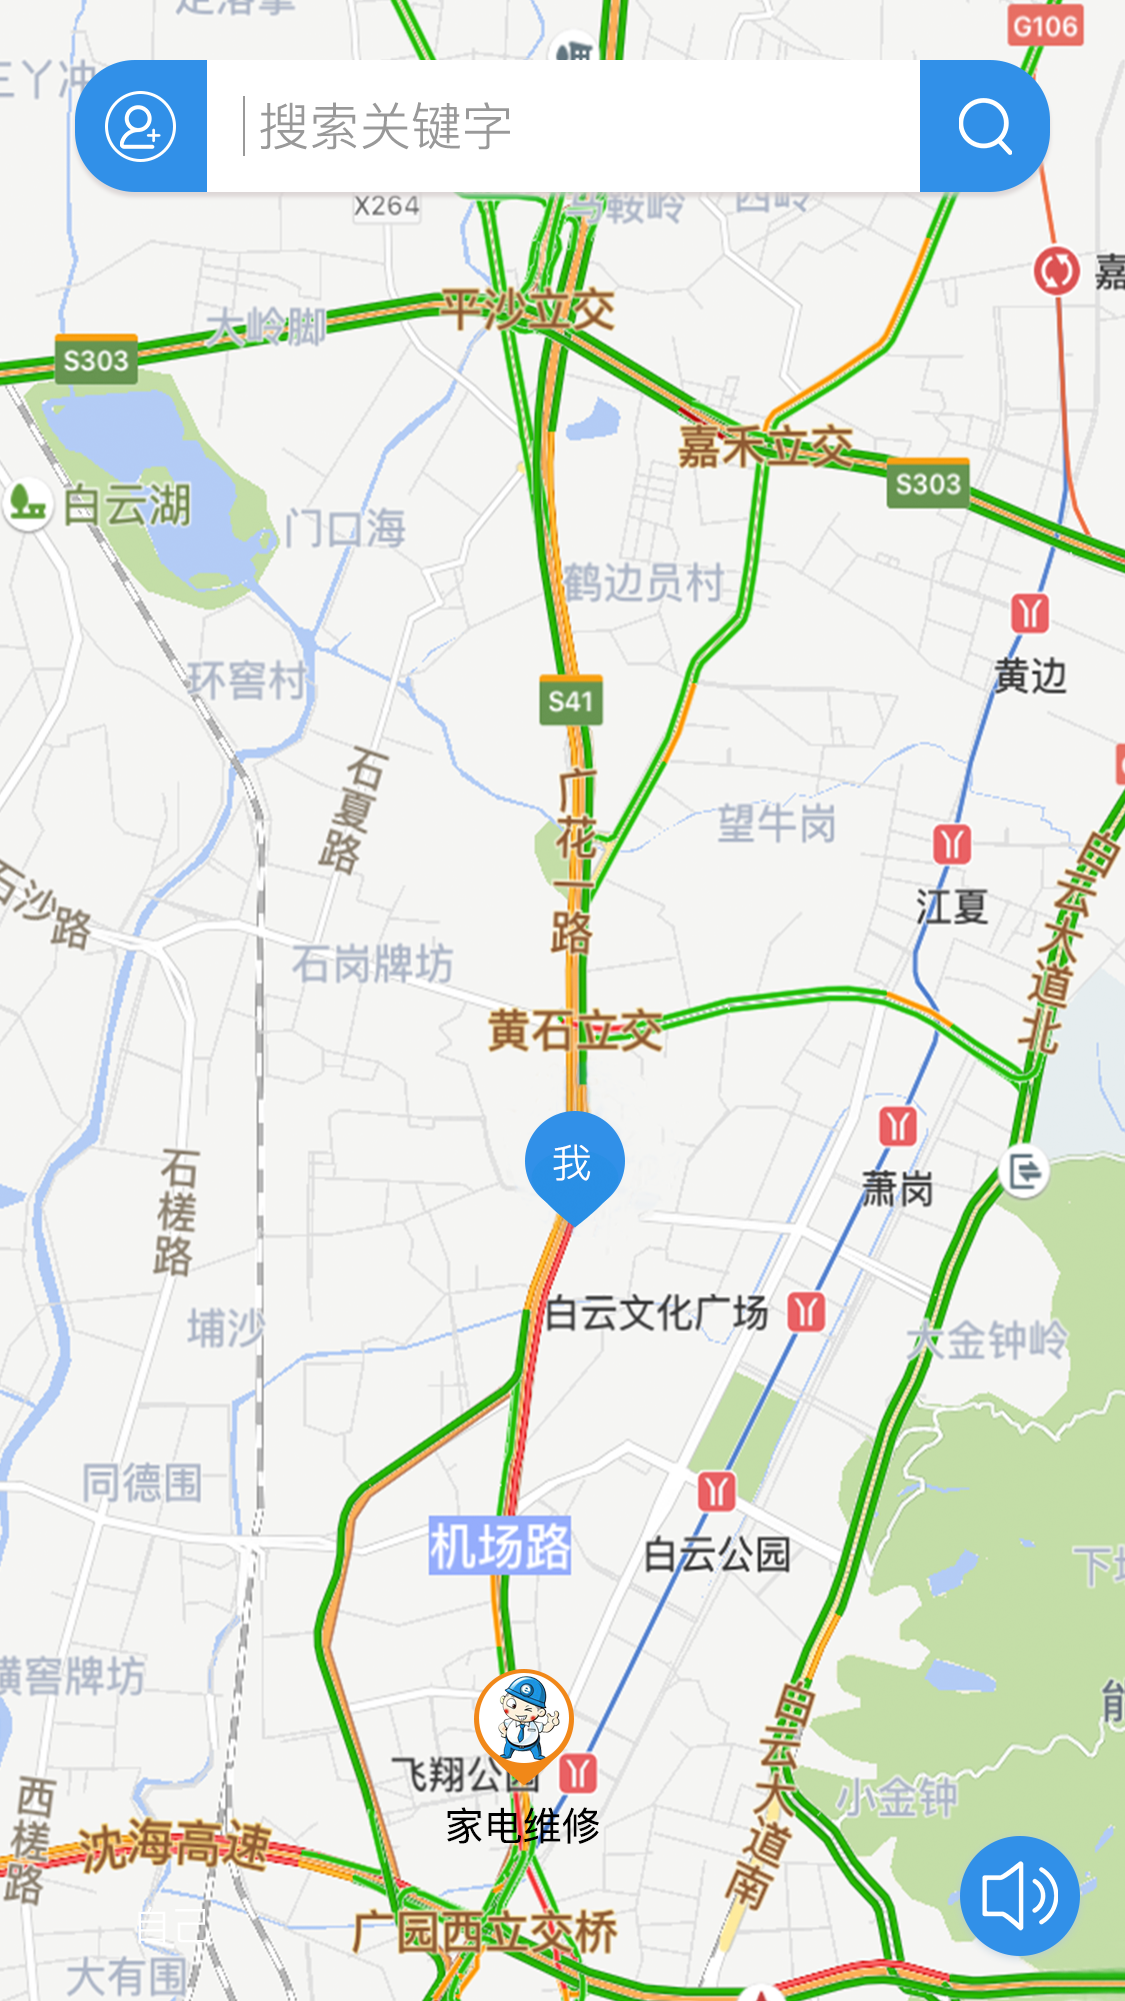 G106
搜索关键字
X264
马鞍岭
西岭
嘉
平沙立交
大岭脚
S303
嘉禾立交
S303
白云湖
门口海
鹤边员村
黄边
环窖村
S41
石夏路
广花一路
望牛岗
白云大道北
江夏
石沙路
石岗牌坊
黄石立交
我
萧岗
石槎路
白云文化广场
埔沙
大金钟岭
同德围
机场路
白云公园
横窖牌坊
白云大道南
飞翔公园
小金钟
家电维修
西槎路
沈海高速
广园西立交桥
大有围